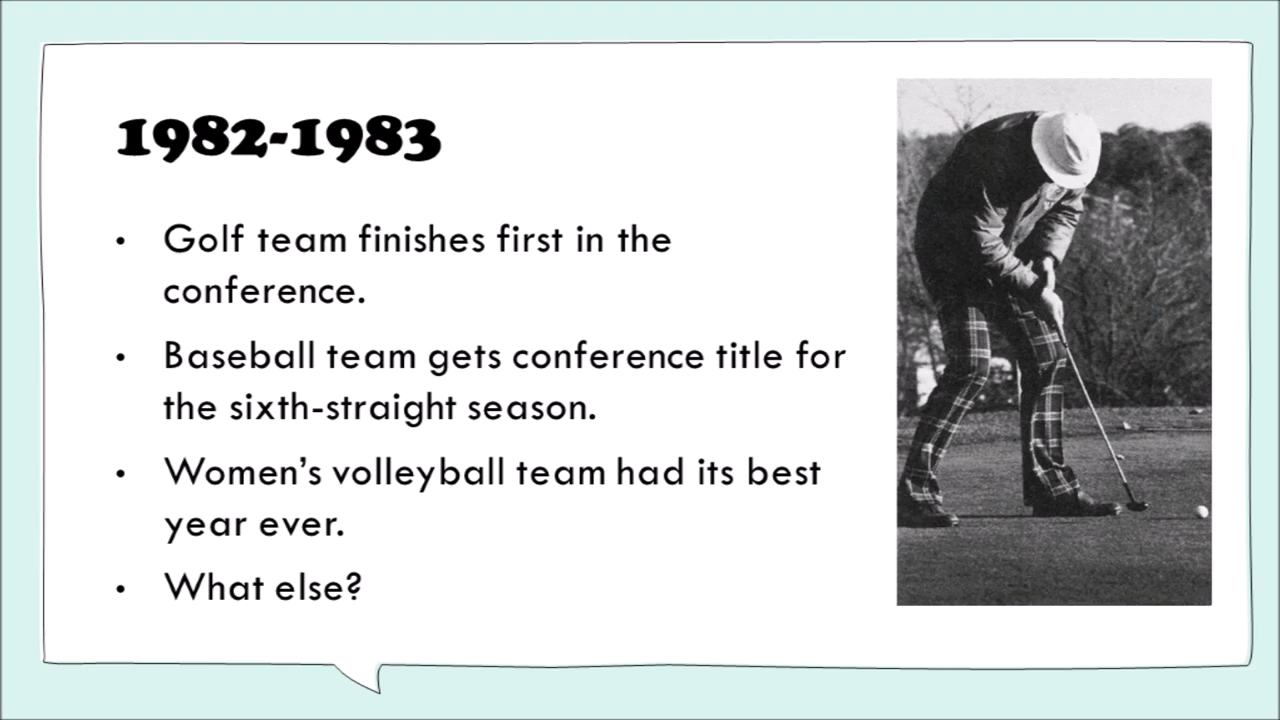 1982-1983
• Golf team finishes first in the
conference.
• Baseball team gets conference title for
the sixth-straight season.
• Women’s volleyball team had its best
year ever.
• What else?